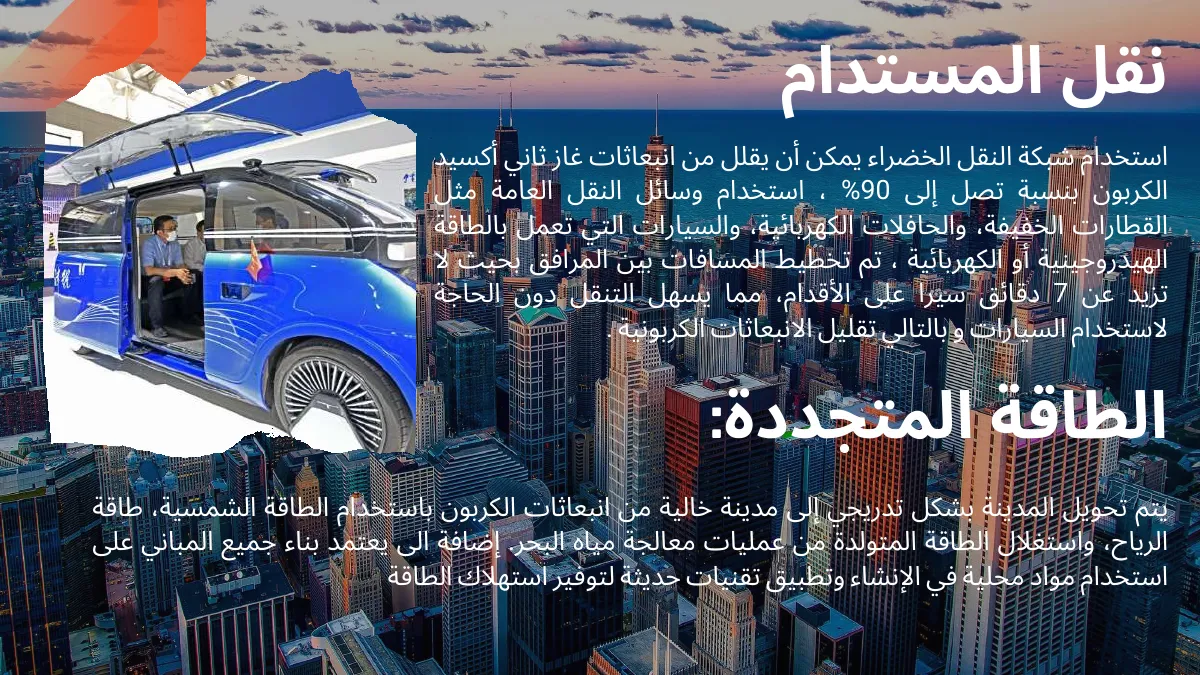 نقل المستدام
استخدام شبكة النقل الخضراء يمكن أن يقلل من انبعاثات غاز ثاني أكسيد
الكربون بنسبة تصل إلى 90% ، استخدام وسائل النقل العامة مثل
القطارات الخفيفة، والحافلات الكهربائية، والسيارات التي تعمل بالطاقة
الهيدروجينية أو الكهربائية ، تم تخطيط المسافات بين المرافق بحيث لا
تزيد عن 7 دقائق سيرا على الأقدام، مما يسهل التنقل دون الحاجة
لاستخدام السيارات و بالتالي تقليل الانبعاثات الكربونية .
الطاقة المتجددة:
يتم تحويل المدينة بشكل تدريجي الى مدينة خالية من انبعاثات الكربون باستخدام الطاقة الشمسية، طاقة
الرياح، واستغلال الطاقة المتولدة من عمليات معالجة مياه البحر إضافة الى يعتمد بناء جميع المباني على
استخدام مواد محلية في الإنشاء وتطبيق تقنيات حديثة لتوفير استهلاك الطاقة